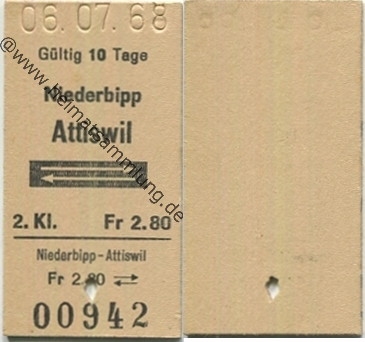 06.07.68
Gültig 10 Tage
Niederbipp
Attiswil
2. Kl. Fr 2.80
Niederbipp-Attiswil
Fr 2.80
00942
@www.heimatsammlung.de